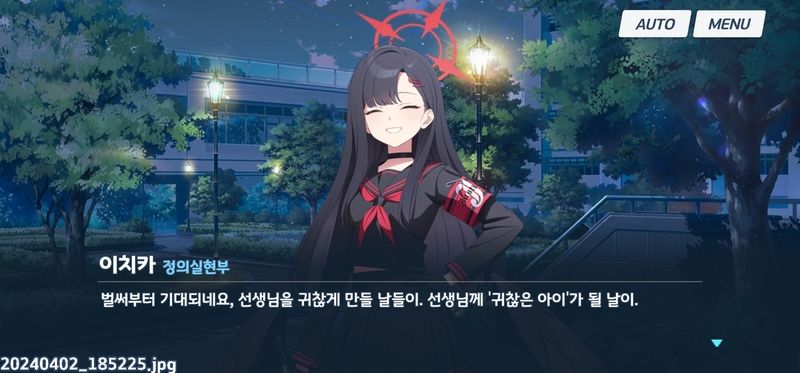 AUTO
MENU
이치카 정의실현부
벌써부터 기대되네요, 선생님을 귀찮게 만들 날들이. 선생님께 '귀찮은 아이'가 될 날이.
20240402_185225.jpg